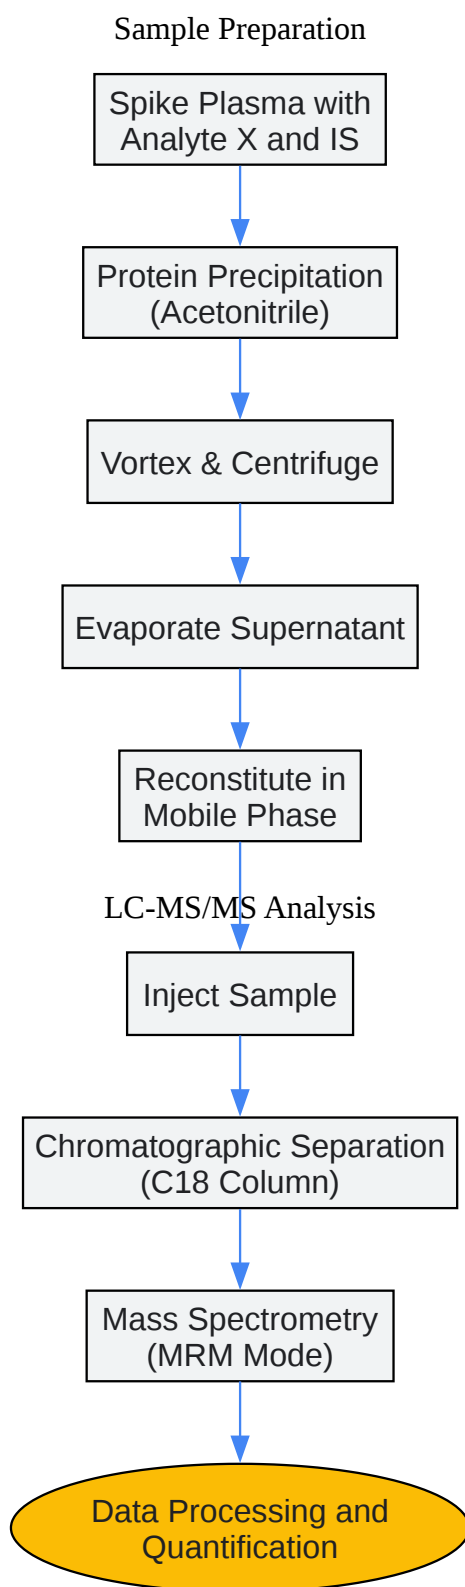 Sample Preparation
Spike Plasma with
Analyte X and IS
Protein Precipitation
(Acetonitrile)
Vortex & Centrifuge
Evaporate Supernatant
Reconstitute in
Mobile Phase
LC-MS/MS Analysis
Inject Sample
Chromatographic Separation
(C18 Column)
Mass Spectrometry
(MRM Mode)
Data Processing and
Quantification